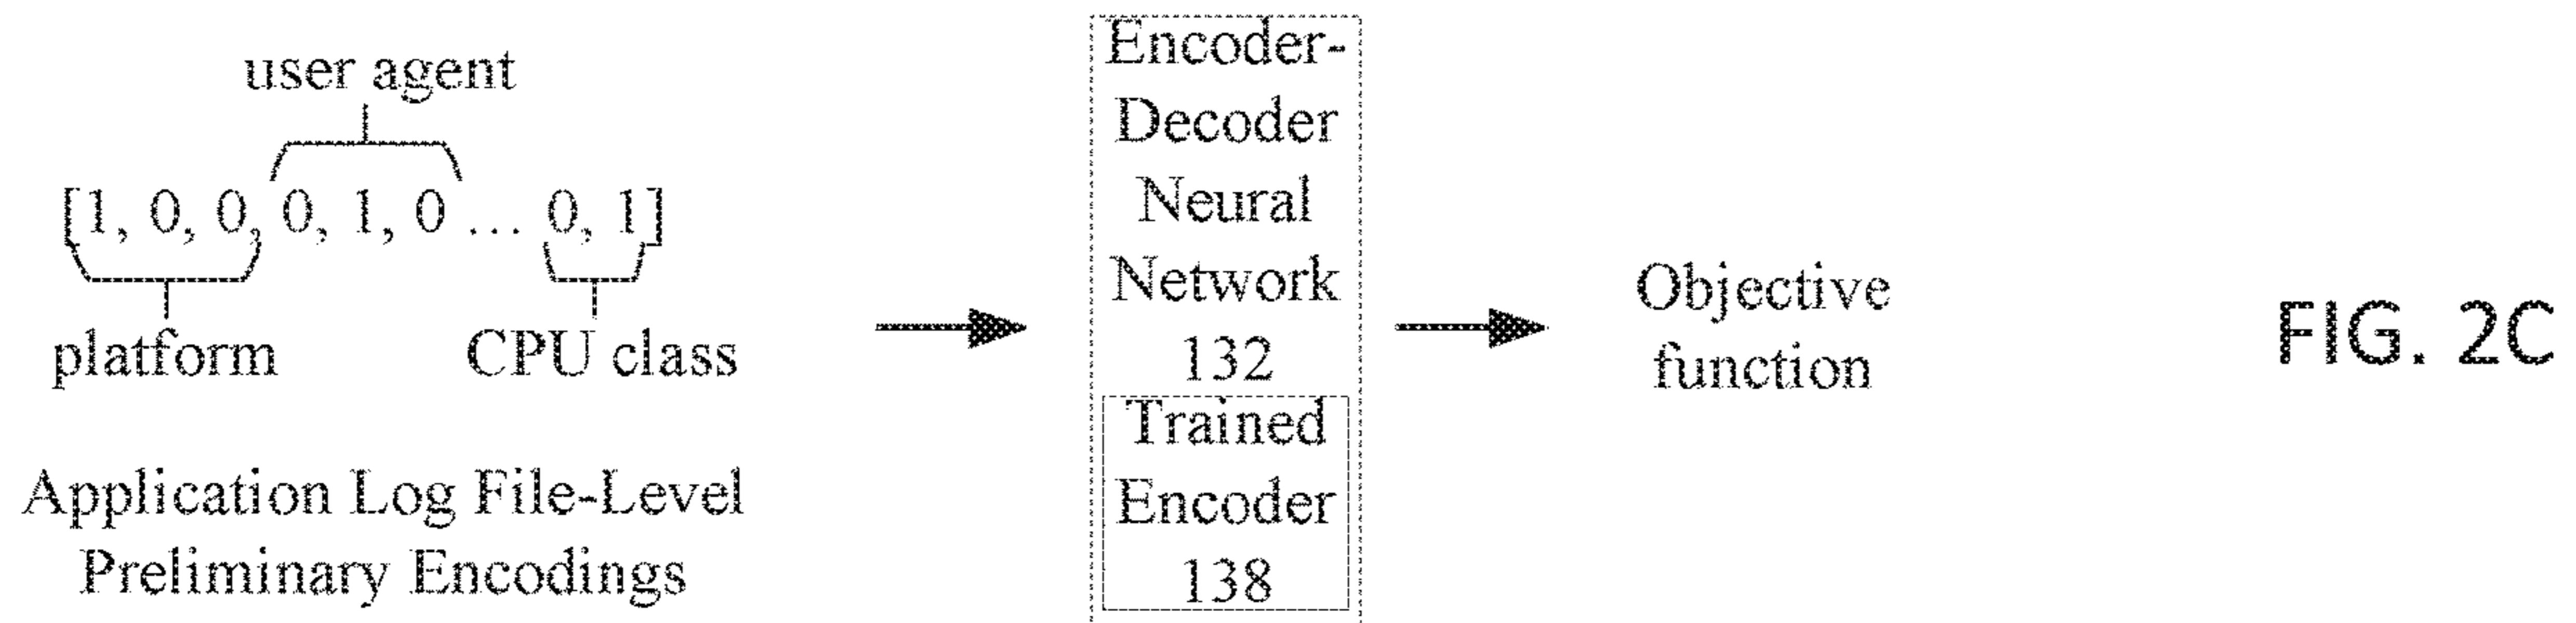 user agent
[1, 0, 0, 0, 1, 0 ... 0, 1]
platform
CPU class
Application Log File-Level
Preliminary Encodings
Encoder-
Decoder
Neural
Network
132
Trained
Encoder
138
Objective
function
FIG. 2C